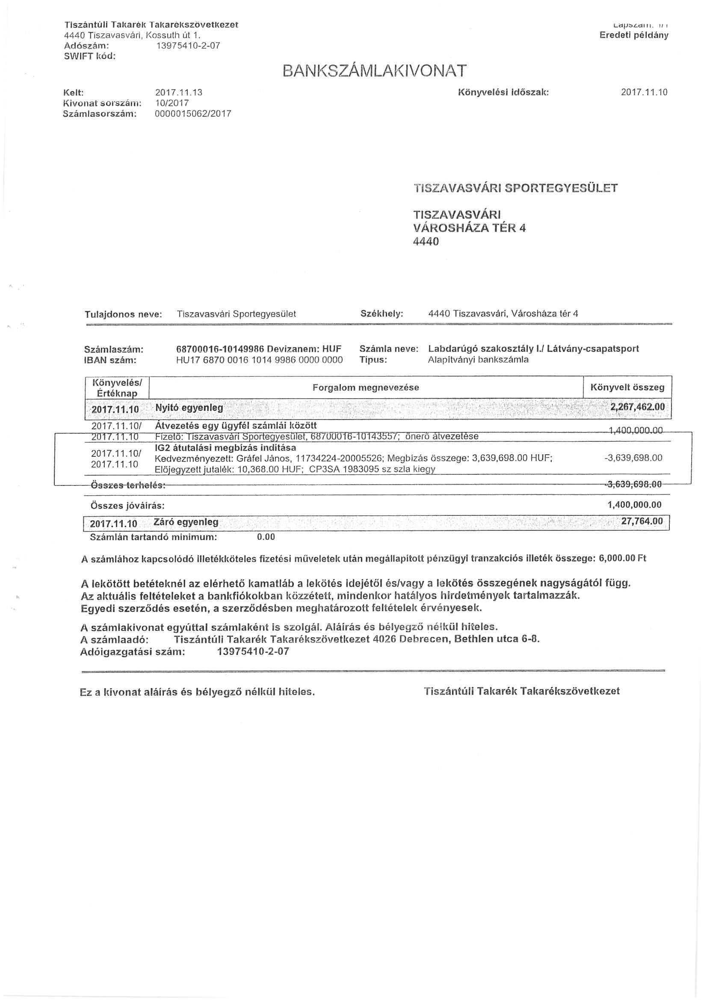 Tiszántúli Takarék Takarékszövetkezet
4440 Tiszavasvári, Kossuth út 1.
Adószám: 13975410-2-07
SWIFT kód:
Lapszám: 1/1
Eredeti példány
BANKSZÁMLAKIVONAT
Kelt: 2017.11.13
Kivonat sorszám: 10/2017
Számlasorszám: 0000015062/2017
Könyvelési időszak: 2017.11.10
TISZAVASVÁRI SPORTEGYESÜLET
TISZAVASVÁRI
VÁROSHÁZA TÉR 4
4440
Tulajdonos neve: Tiszavasvári Sportegyesület Székhely: 4440 Tiszavasvári, Városháza tér 4
Számlaszám: 68700016-10149986 Devizanem: HUF Számla neve: Labdarúgó szakosztály I./ Látvány-csapatsport
IBAN szám: HU17 6870 0016 1014 9986 0000 0000 Típus: Alapítványi bankszámla
Könyvelés/
Értéknap
Forgalom megnevezése
Könyvelt összeg
2017.11.10 Nyitó egyenleg 2,267,462.00
2017.11.10/ Átvezetés egy ügyfél számlái között
2017.11.10 Fizető: Tiszavasvári Sportegyesület, 68700016-10143557; önerő átvezetése 1,400,000.00
IG2 átutalási megbízás indítása
2017.11.10/ Kedvezményezett: Gráfel János, 11734224-20005526; Megbízás összege: 3,639,698.00 HUF; -3,639,698.00
2017.11.10 Előjegyzett jutalék: 10,368.00 HUF; CP3SA 1983095 sz szla kiegy
Összes terhelés: -3,639,698.00
Összes jóváírás: 1,400,000.00
2017.11.10 Záró egyenleg 27,764.00
Számlán tartandó minimum: 0.00
A számlához kapcsolódó illetékköteles fizetési műveletek után megállapított pénzügyi tranzakciós illeték összege: 6,000.00 Ft
A lekötött betéteknél az elérhető kamatláb a lekötés idejétől és/vagy a lekötés összegének nagyságától függ.
Az aktuális feltételeket a bankfiókokban közzétett, mindenkor hatályos hirdetmények tartalmazzák.
Egyedi szerződés esetén, a szerződésben meghatározott feltételek érvényesek.
A számlakivonat egyúttal számlaként is szolgál. Aláírás és bélyegző nélkül hiteles.
A számlaadó: Tiszántúli Takarék Takarékszövetkezet 4026 Debrecen, Bethlen utca 6-8.
Adóigazgatási szám: 13975410-2-07
Ez a kivonat aláírás és bélyegző nélkül hiteles. Tiszántúli Takarék Takarékszövetkezet